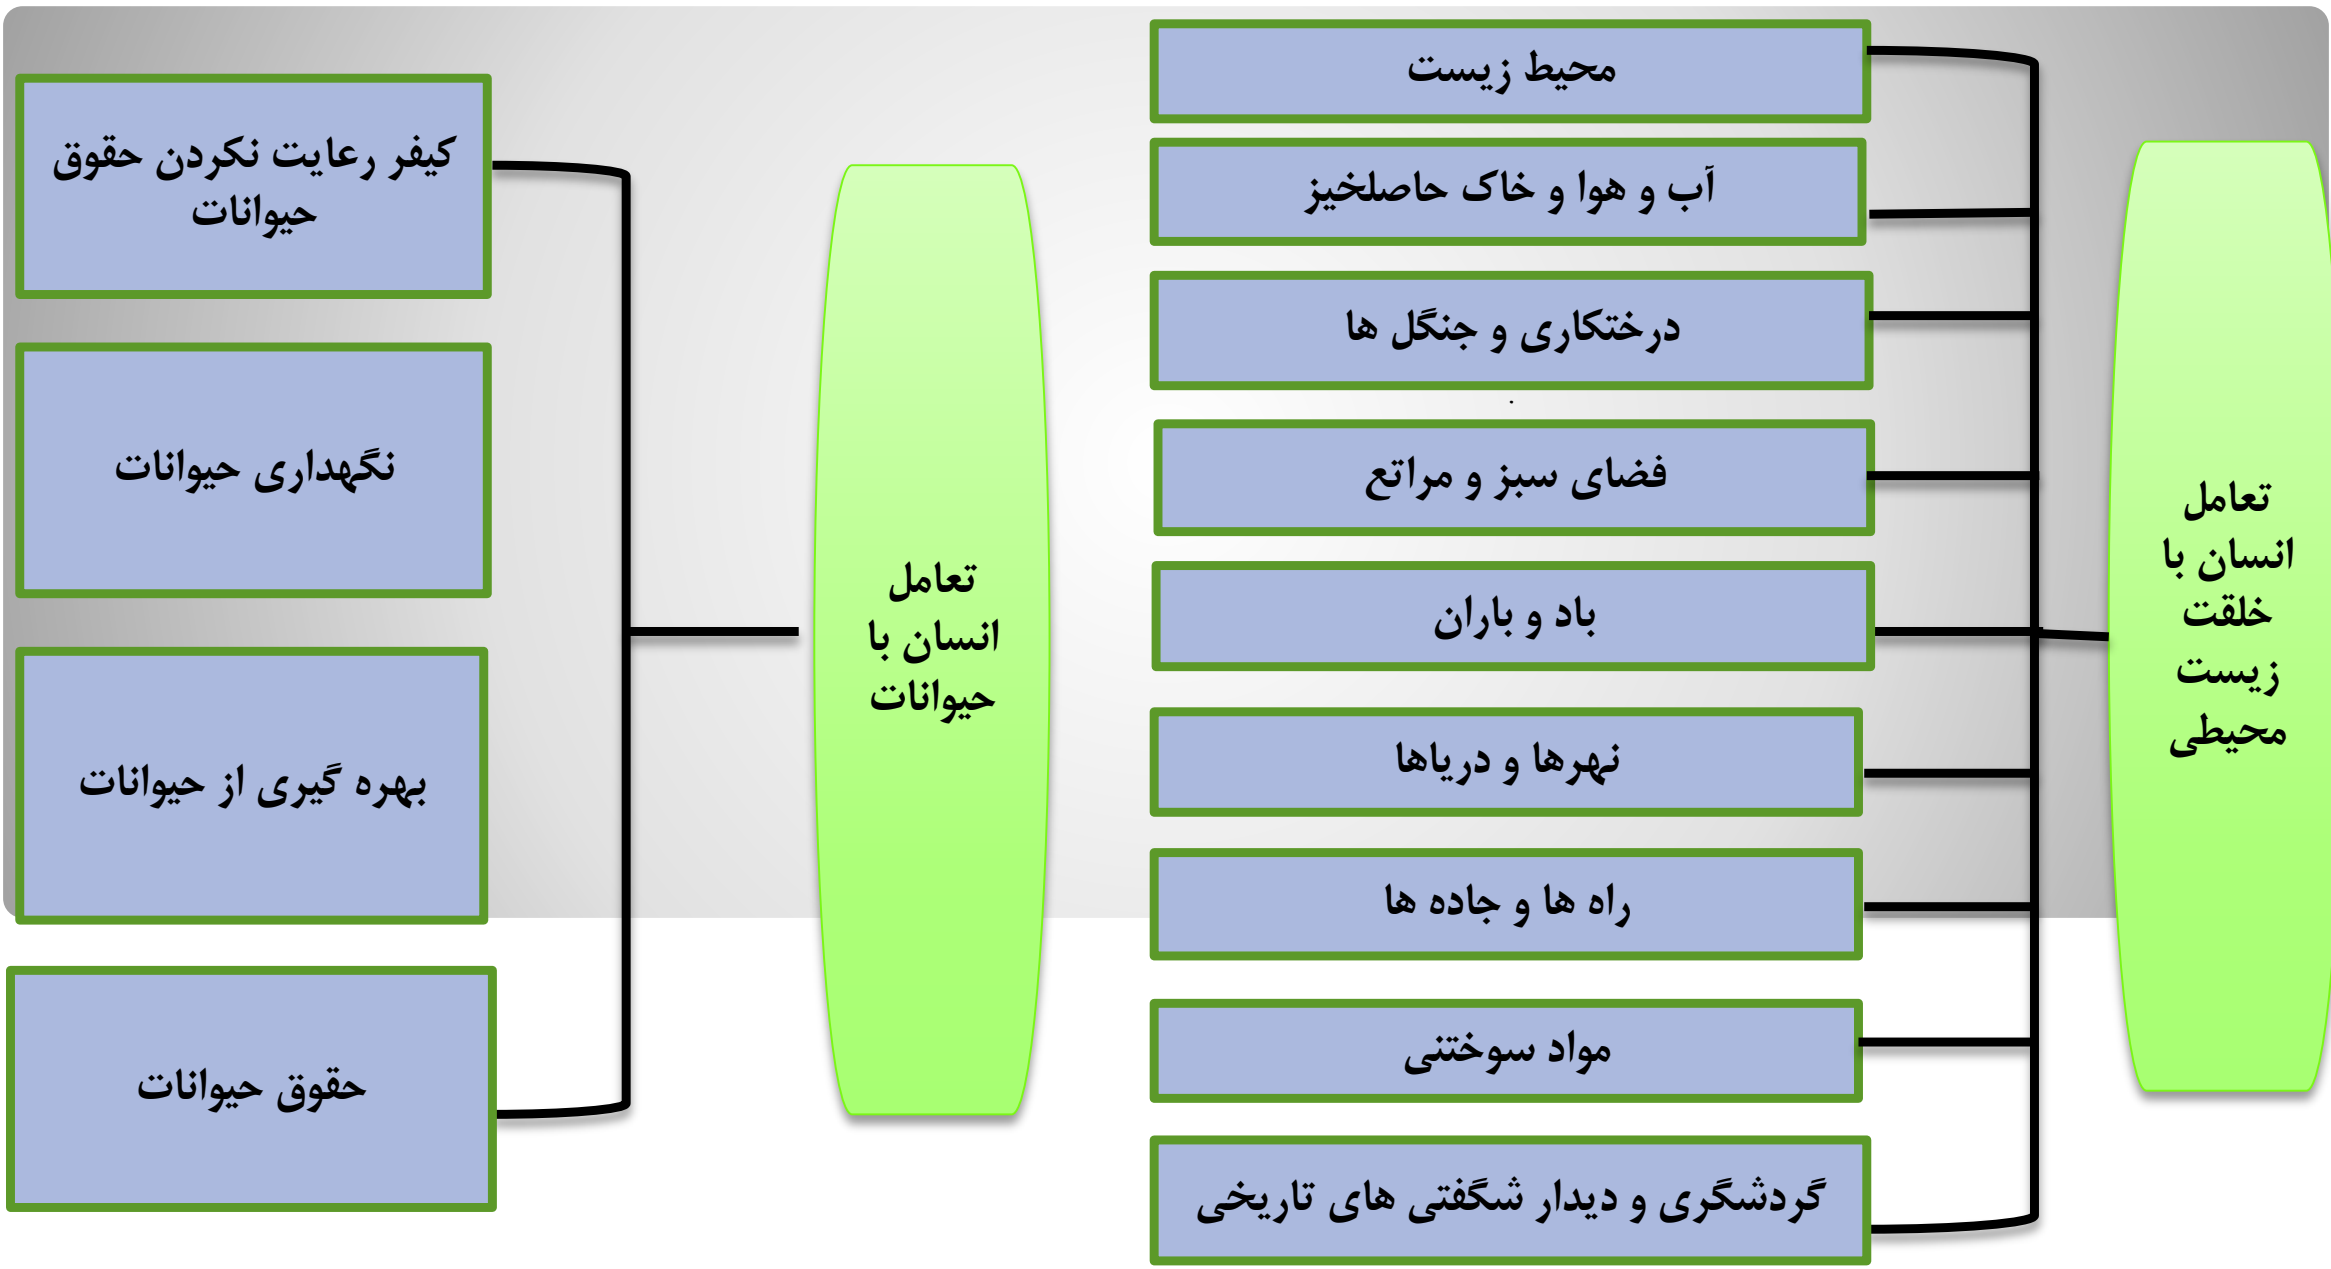 تعامل
انسان با
خلقت
زیست
محیطی
محیط زیست
آب و هوا و خاک حاصلخیز
درختکاری و جنگل ها
.
فضای سبز و مراتع
باد و باران
نهرها و دریاها
راه ها و جاده ها
مواد سوختنی
گردشگری و دیدار شگفتی های تاریخی
تعامل
انسان با
حیوانات
کیفر رعایت نکردن حقوق
حیوانات
نگهداری حیوانات
بهره گیری از حیوانات
حقوق حیوانات